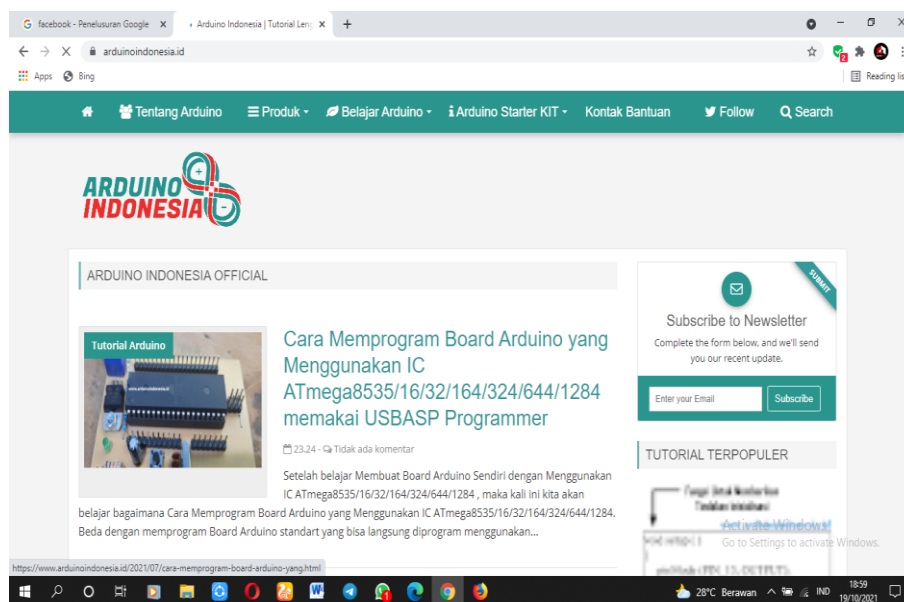 facebook - Penelusuran Google
Arduino Indonesia | Tutorial Leng
arduinoindonesia.id
2
Apps Bing
Reading lis
Tentang Arduino Produk Belajar Arduino Arduino Starter KIT Kontak Bantuan Follow Search
ARDUINO
INDONESIA
ARDUINO INDONESIA OFFICIAL
Tutorial Arduino
Cara Memprogram Board Arduino yang
Menggunakan IC
ATmega8535/16/32/164/324/644/1284
memakai USBASP Programmer
23.24 - Tidak ada komentar
Setelah belajar Membuat Board Arduino Sendiri dengan Menggunakan
IC ATmega8535/16/32/164/324/644/1284 , maka kali ini kita akan
belajar bagaimana Cara Memprogram Board Arduino yang Menggunakan IC ATmega8535/16/32/164/324/644/1284.
Beda dengan memprogram Board Arduino standart yang bisa langsung diprogram menggunakan...
SUBMIT
Subscribe to Newsletter
Complete the form below, and we'll send
you our recent update.
Enter your Email Subscribe
TUTORIAL TERPOPULER
Activate Windows
Go to Settings to activate Windows.
https://www.arduinoindonesia.id/2021/07/cara-memprogram-board-arduino-yang.html
28°C Berawan IND
18:59
19/10/2021